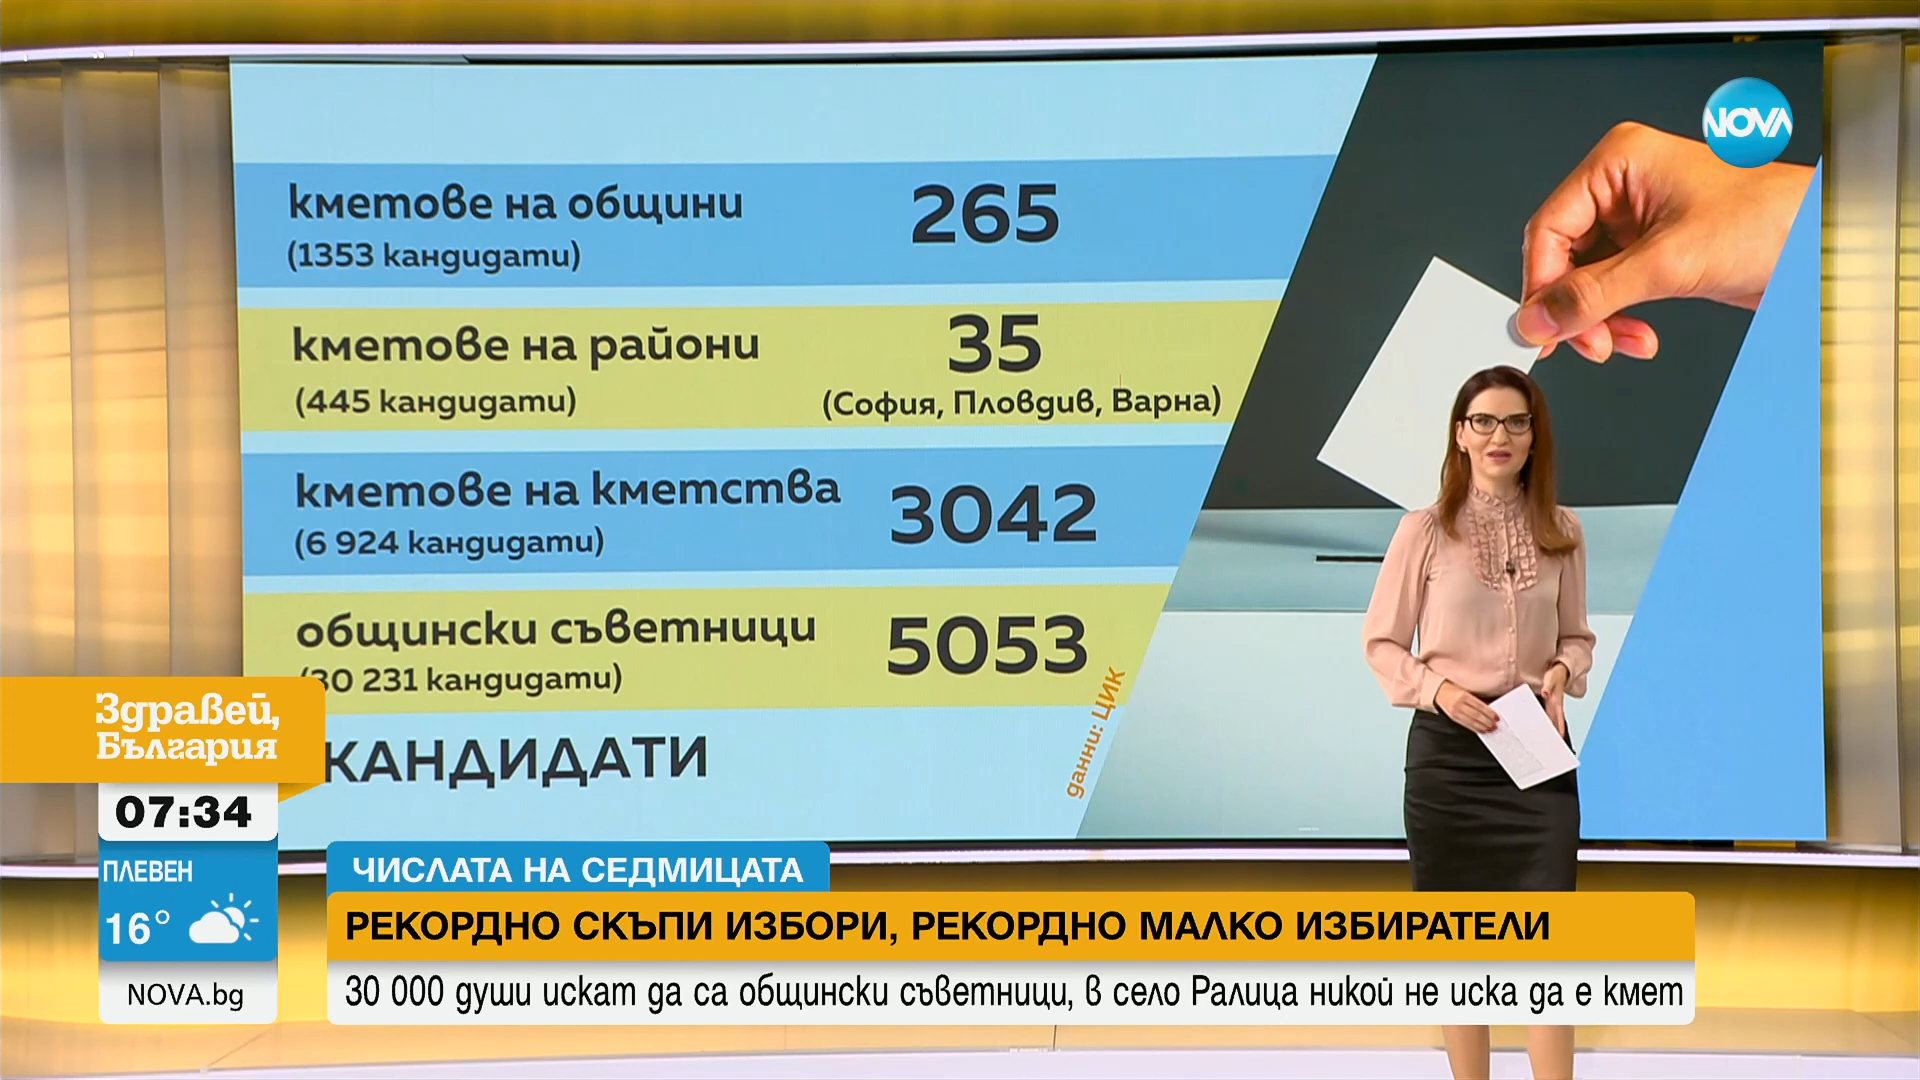 NOVA
кметове на общини 265
(1353 кандидати)
кметове на райони 35
(445 кандидати) (София, Пловдив, Варна)
кметове на кметства 3042
(6 924 кандидати)
общински съветници 5053
(30 231 кандидати)
КАНДИДАТИ
данни: ЦИК
Здравей,
България
07:34
ПЛЕВЕН
16°
NOVA.bg
ЧИСЛАТА НА СЕДМИЦАТА
РЕКОРДНО СКЪПИ ИЗБОРИ, РЕКОРДНО МАЛКО ИЗБИРАТЕЛИ
30 000 души искат да са общински съветници, в село Ралица никой не иска да е кмет